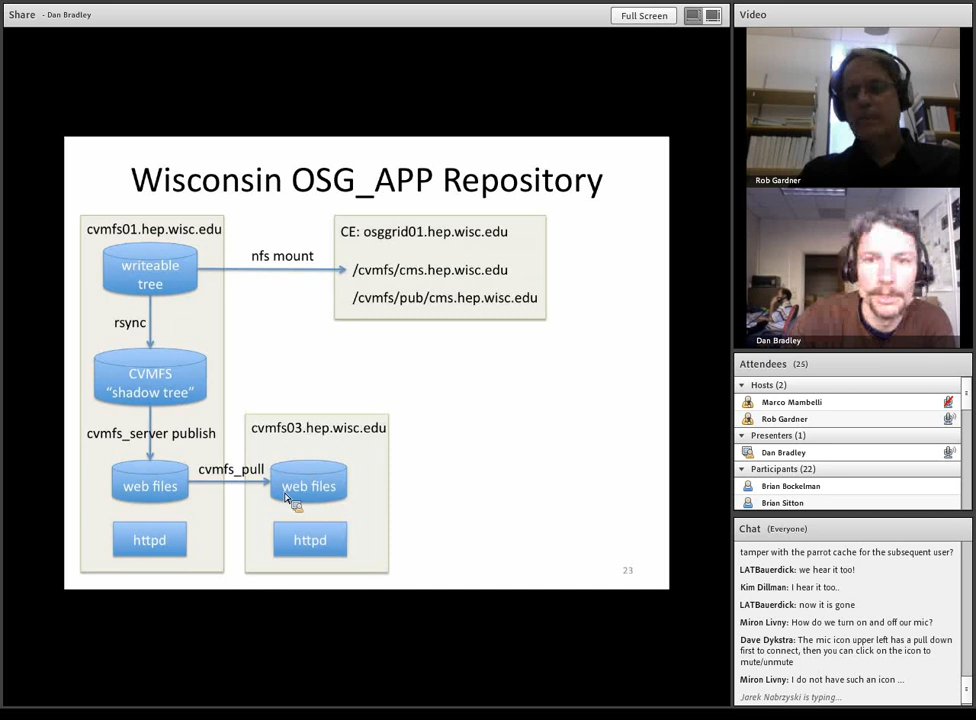 Share - Dan Bradley
Full Screen
Wisconsin OSG_APP Repository
cvmfs01.hep.wisc.edu
writeable
tree
rsync
CVMFS
“shadow tree”
cvmfs_server publish
web files
httpd
nfs mount
CE: osggrid01.hep.wisc.edu
/cvmfs/cms.hep.wisc.edu
/cvmfs/pub/cms.hep.wisc.edu
cvmfs_pull
cvmfs03.hep.wisc.edu
web files
httpd
23
Video
Rob Gardner
Dan Bradley
Attendees (25)
Hosts (2)
Marco Mambelli
Rob Gardner
Presenters (1)
Dan Bradley
Participants (22)
Brian Bockelman
Brian Sitton
Chat (Everyone)
tamper with the parrot cache for the subsequent user?
LATBauerdick: we hear it too!
Kim Dillman: I hear it too..
LATBauerdick: now it is gone
Miron Livny: How do we turn on and off our mic?
Dave Dykstra: The mic icon upper left has a pull down
first to connect, then you can click on the icon to
mute/unmute
Miron Livny: I do not have such an icon ...
Jarek Nabrzyski is typing...